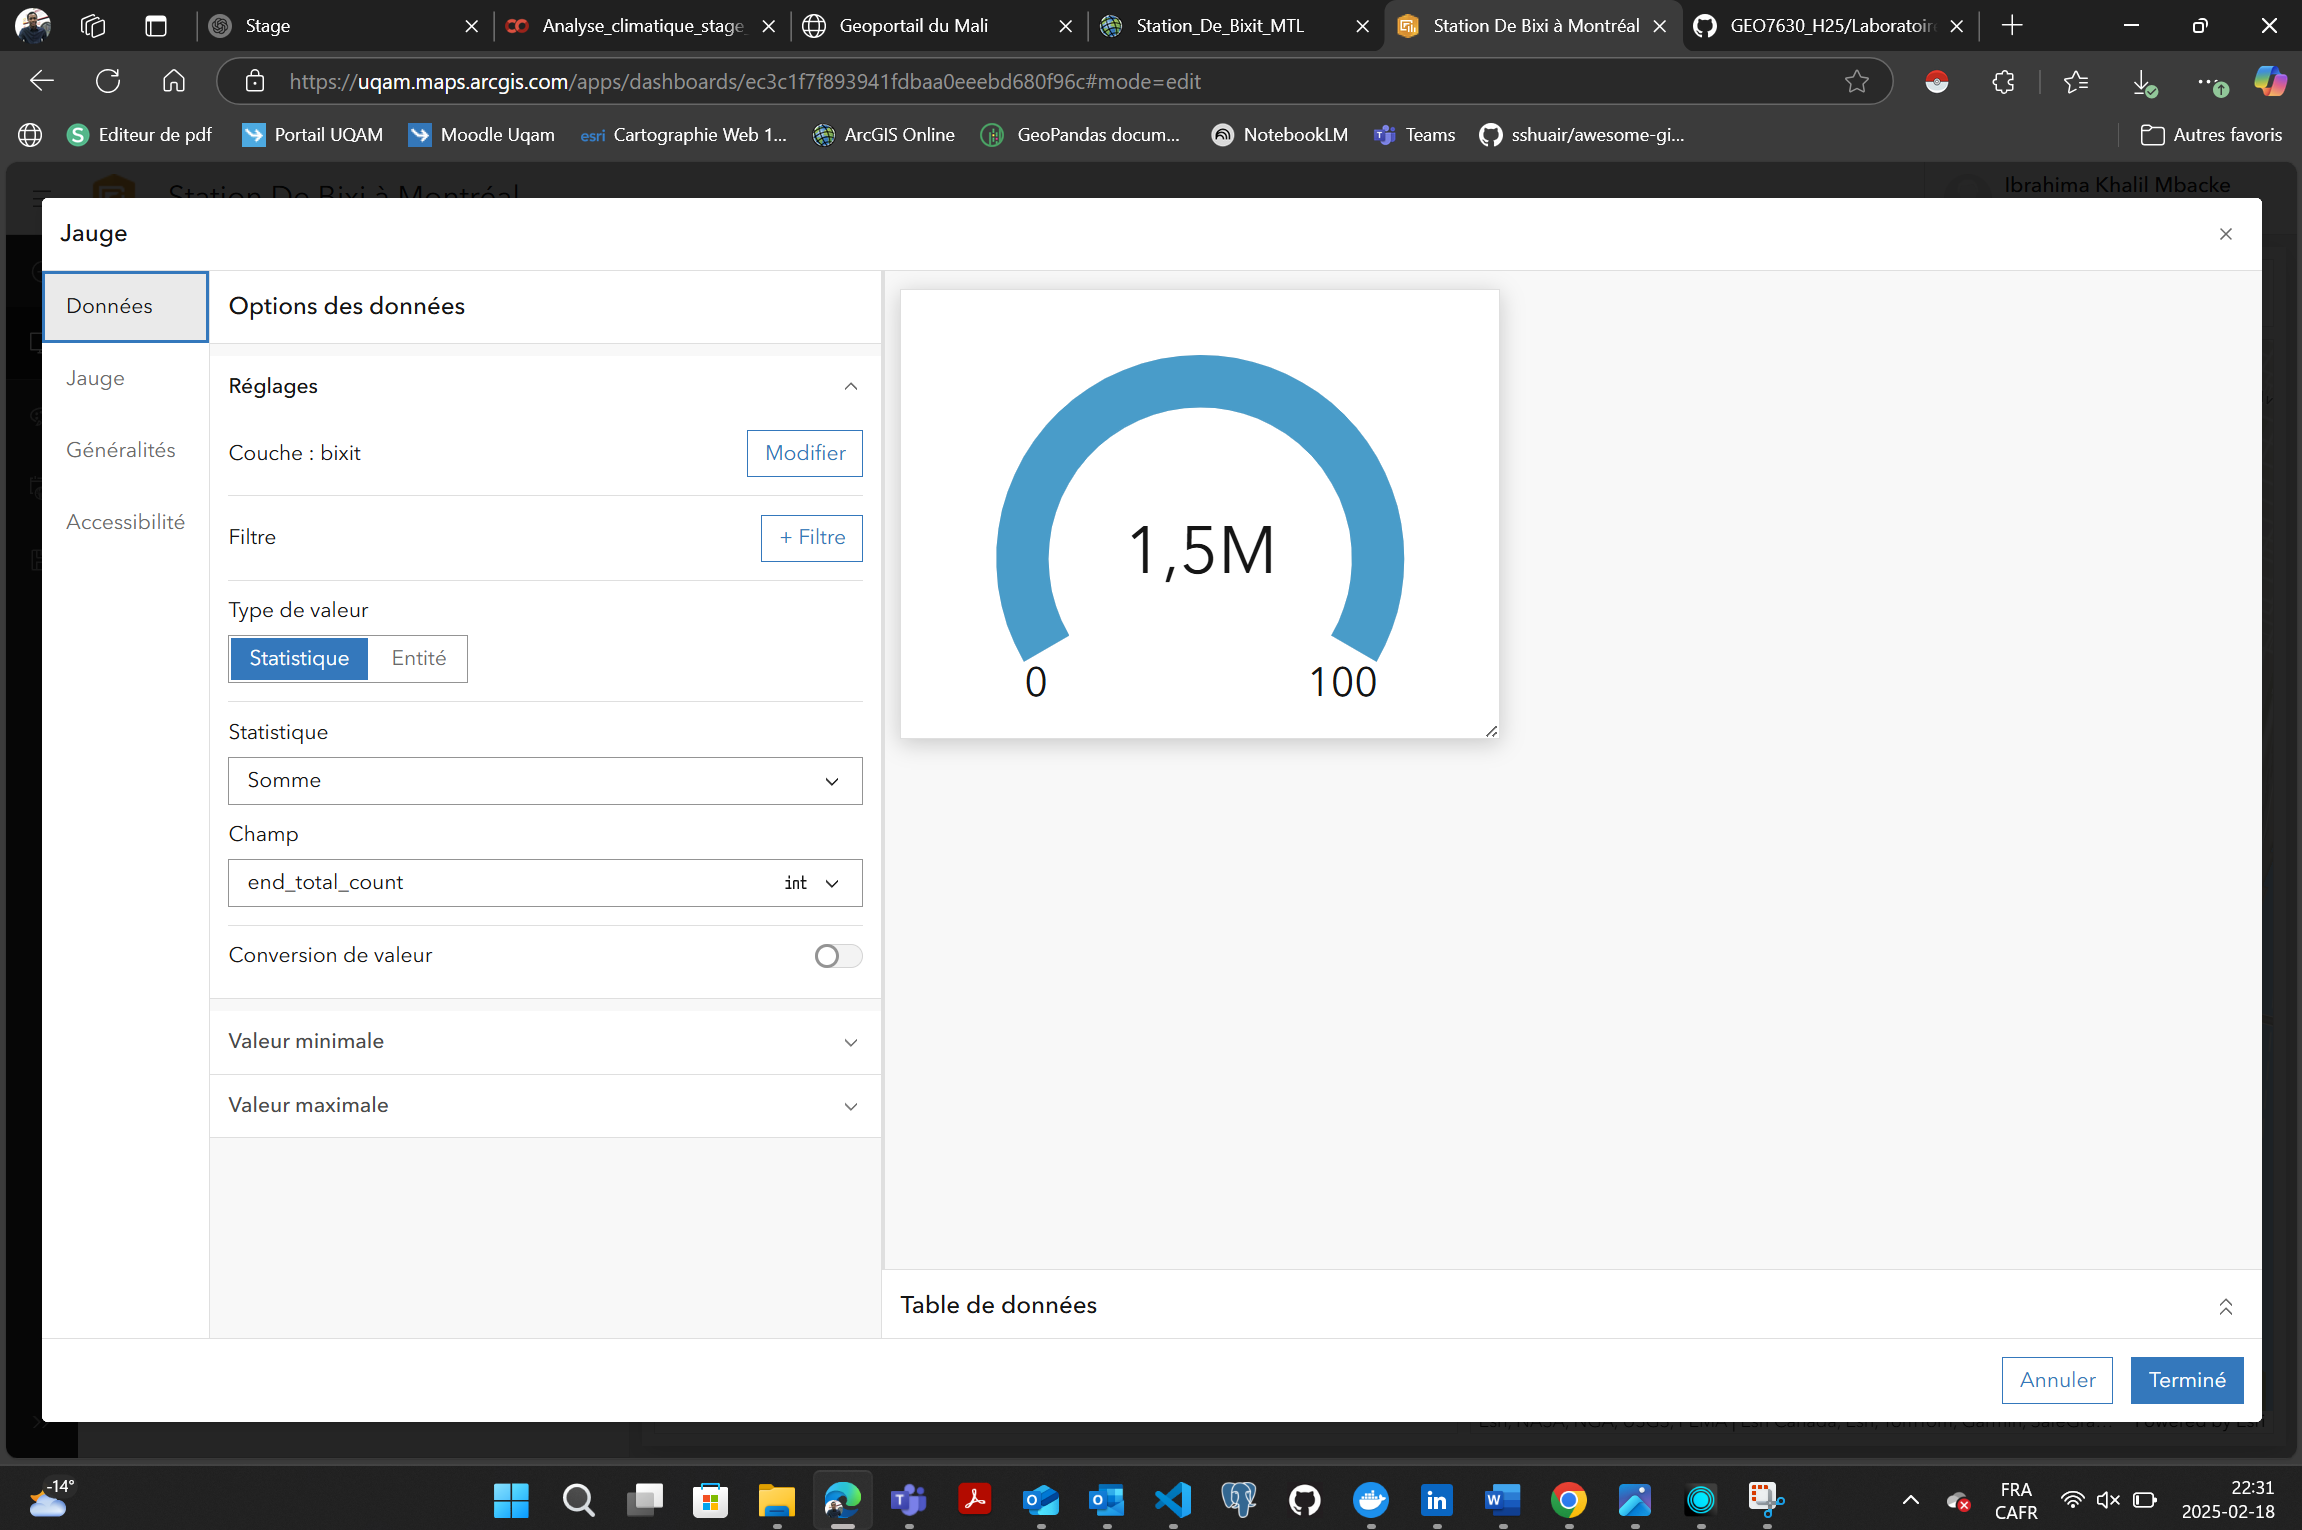 Stage
Analyse_climatique_stage_
Geoportail du Mali
Station_De_Bixit_MTL
Station De Bixi à Montréal
GEO7630_H25/Laboratoire
https://uqam.maps.arcgis.com/apps/dashboards/ec3c1f7f893941fdbaa0eeebd680f96c#mode=edit
Editeur de pdf
Portail UQAM
Moodle Uqam
esri Cartographie Web 1...
ArcGIS Online
GeoPandas docum...
NotebookLM
Teams
sshuair/awesome-gi...
Autres favoris
Station De Bixi à Montréal
Ibrahima Khalil Mbacke
Jauge
Données
Jauge
Généralités
Accessibilité
Options des données
Réglages
Couche : bixit
Modifier
Filtre
+ Filtre
Type de valeur
Statistique
Entité
Statistique
Somme
Champ
end_total_count
int
Conversion de valeur
Valeur minimale
Valeur maximale
1,5M
0
100
Table de données
Annuler
Terminé
-14°
FRA
CAFR
22:31
2025-02-18